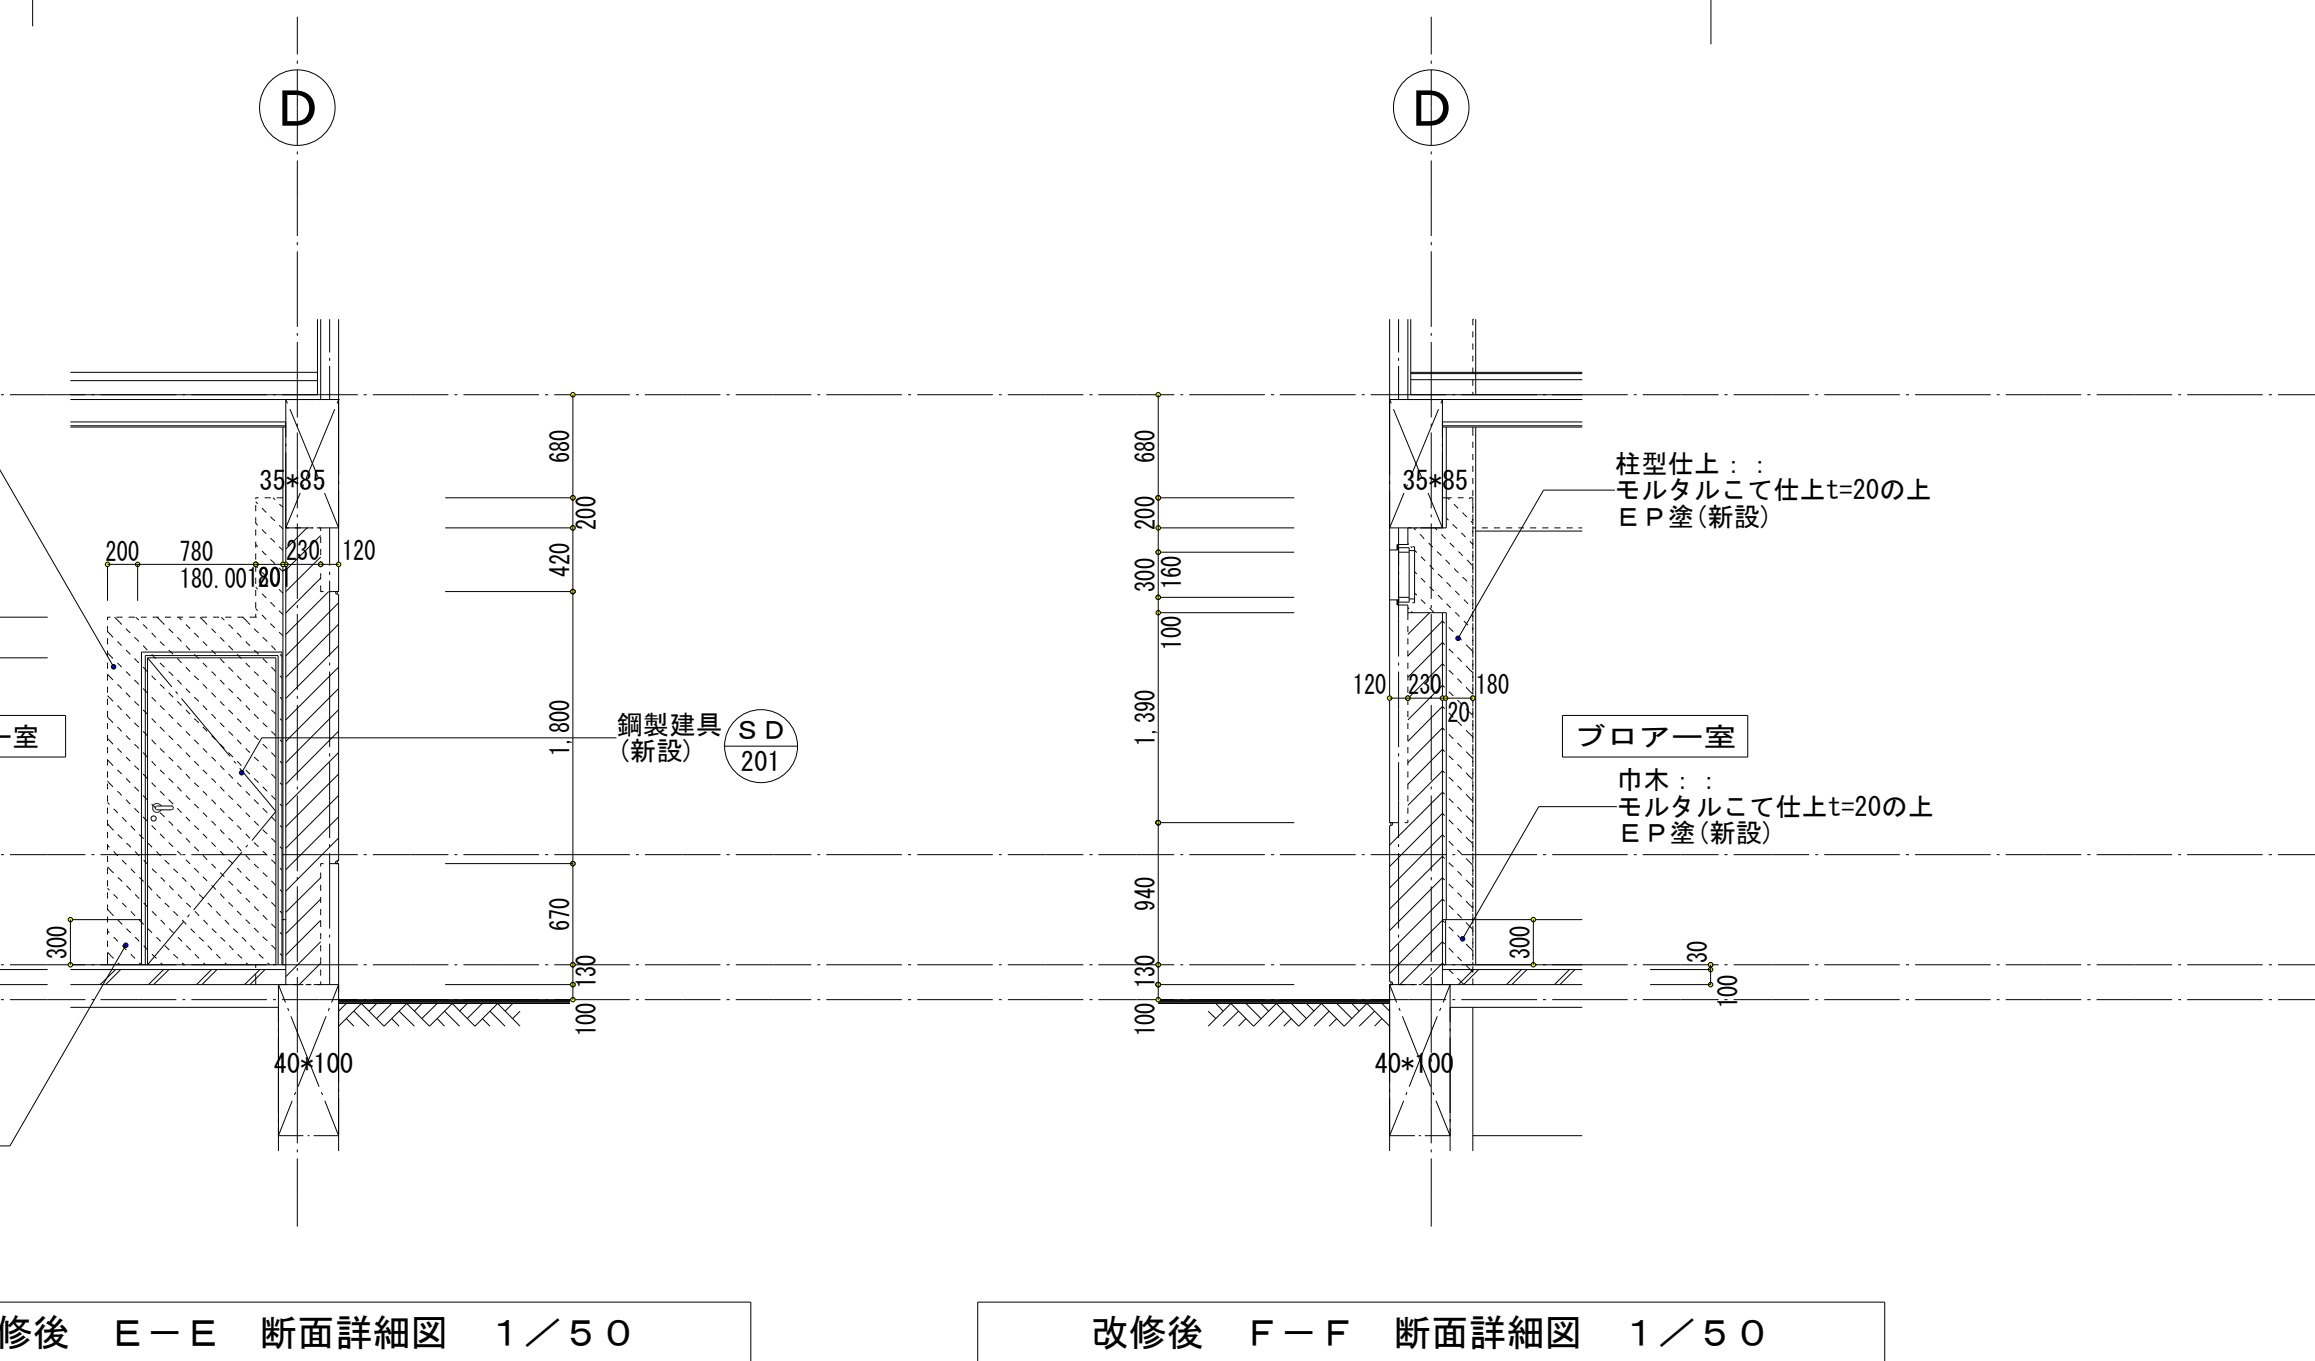 D
D
680
200
420
1,800
670
130
100
35*85
200
780
230
120
180.00
300
ー室
鋼製建具
(新設)
SD
201
40*100
680
200
300
160
100
1,390
940
130
100
35*85
120
230
180
20
柱型仕上：：
モルタルこて仕上t=20の上
ＥＰ塗(新設)
ブロアー室
巾木：：
モルタルこて仕上t=20の上
ＥＰ塗(新設)
300
30
100
40*100
修後　Ｅ－Ｅ　断面詳細図　１／５０
改修後　Ｆ－Ｆ　断面詳細図　１／５０